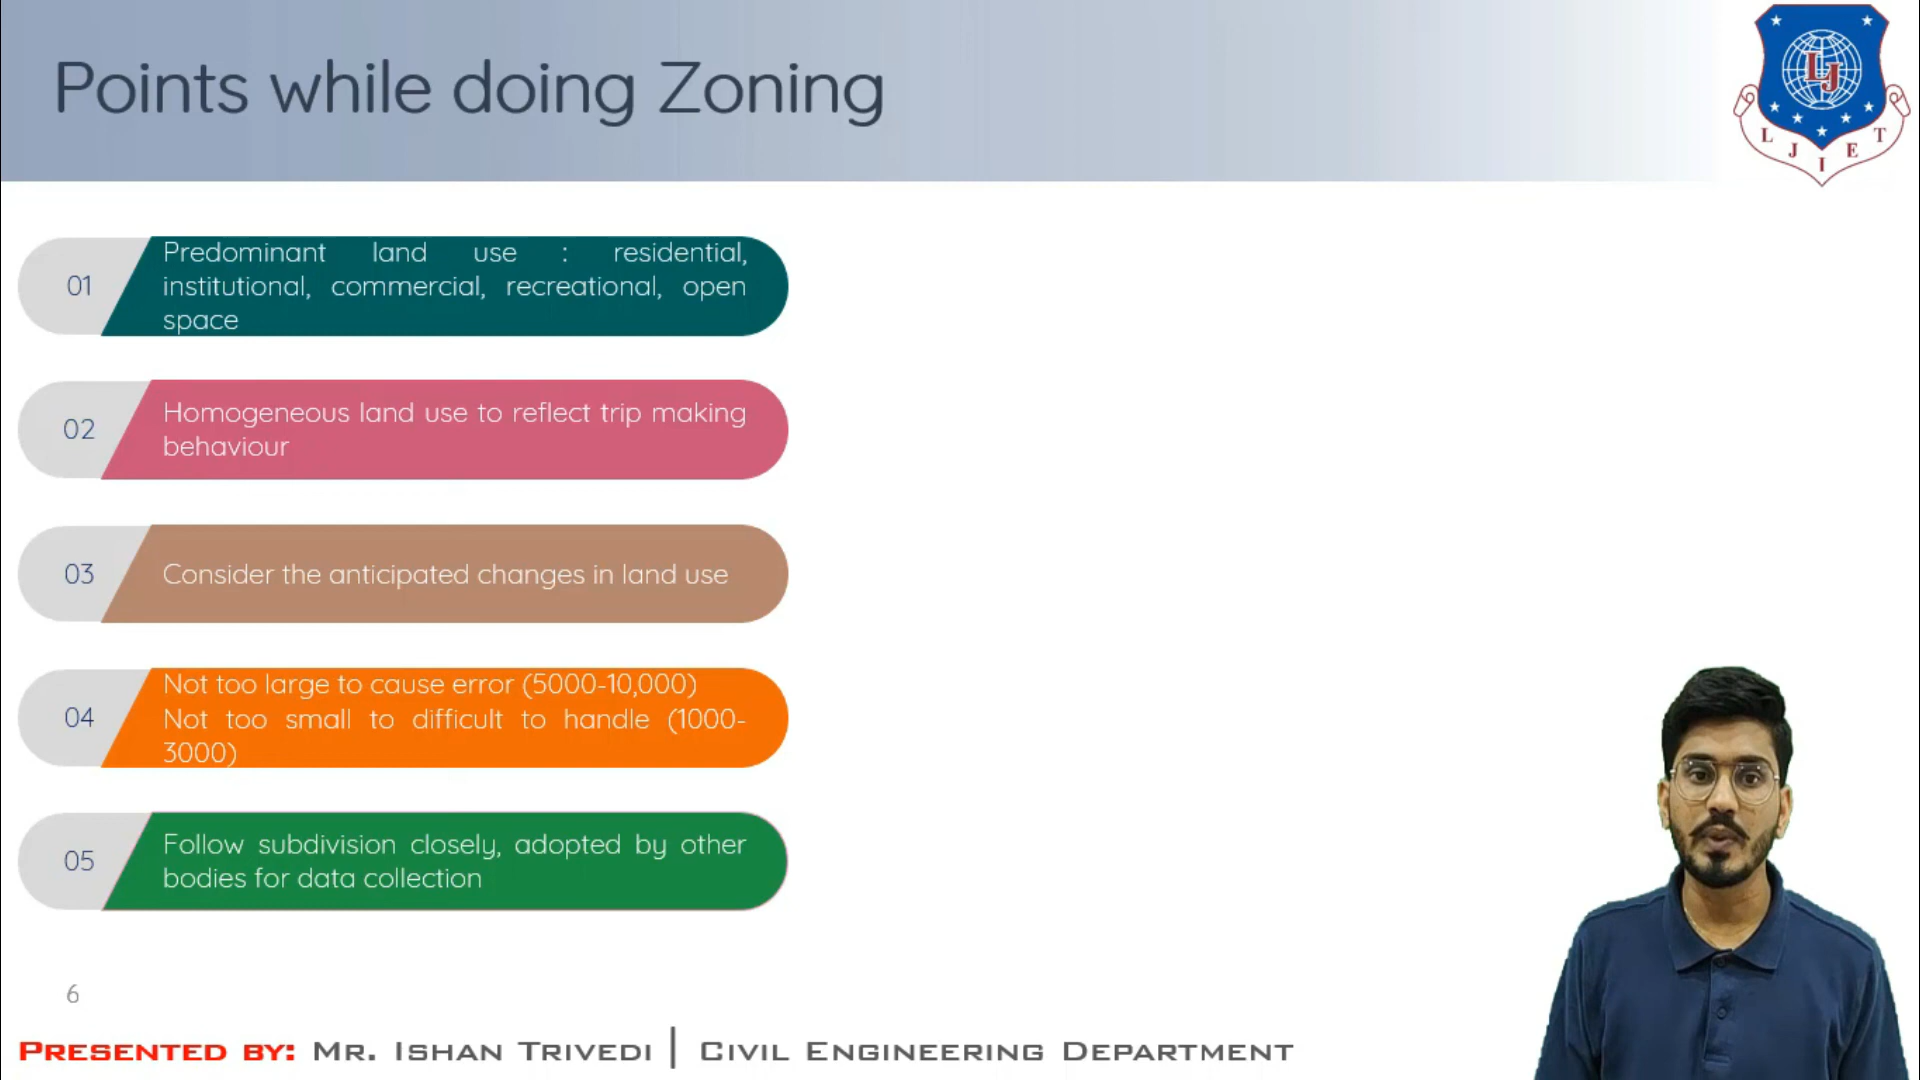 Points while doing Zoning
LJ
L J I E T
01
Predominant land use : residential,
institutional, commercial, recreational, open
space
02
Homogeneous land use to reflect trip making
behaviour
03
Consider the anticipated changes in land use
04
Not too large to cause error (5000-10,000)
Not too small to difficult to handle (1000-
3000)
05
Follow subdivision closely, adopted by other
bodies for data collection
6
PRESENTED BY: MR. ISHAN TRIVEDI | CIVIL ENGINEERING DEPARTMENT